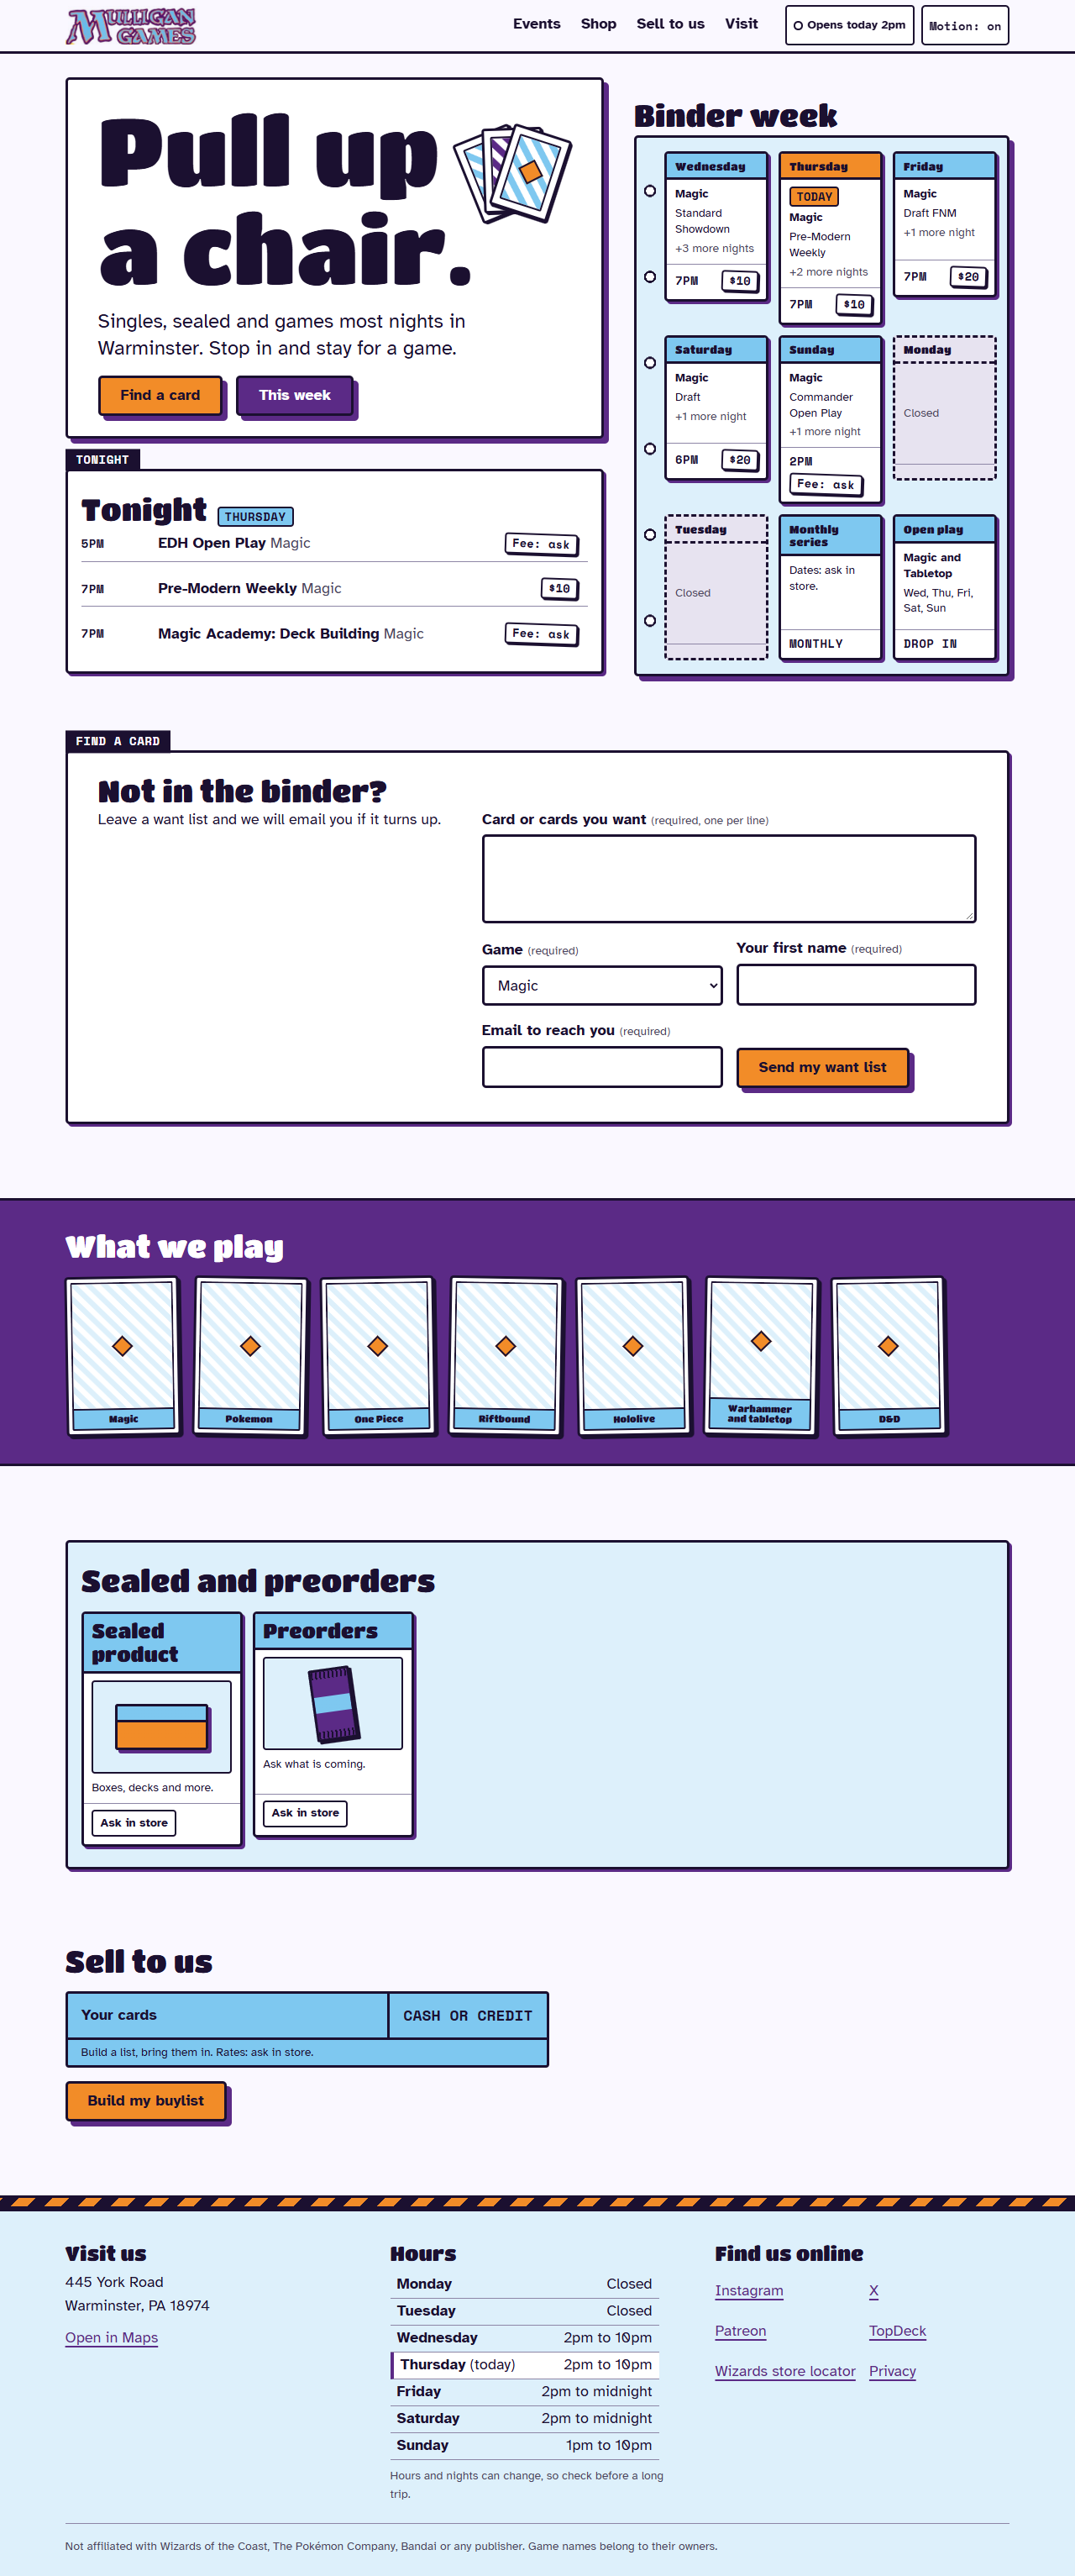 MULLIGAN
GAMES
Events Shop Sell to us Visit Opens today 2pm Motion: on
Pull up
a chair.
Singles, sealed and games most nights in
Warminster. Stop in and stay for a game.
Find a card This week
TONIGHT
Tonight THURSDAY
5PM EDH Open Play Magic Fee: ask
7PM Pre-Modern Weekly Magic $10
7PM Magic Academy: Deck Building Magic Fee: ask
Binder week
Wednesday
Magic
Standard
Showdown
+3 more nights
7PM $10
Thursday
TODAY
Magic
Pre-Modern
Weekly
+2 more nights
7PM $10
Friday
Magic
Draft FNM
+1 more night
7PM $20
Saturday
Magic
Draft
+1 more night
6PM $20
Sunday
Magic
Commander
Open Play
+1 more night
2PM
Fee: ask
Monday
Closed
Tuesday
Closed
Monthly
series
Dates: ask in
store.
MONTHLY
Open play
Magic and
Tabletop
Wed, Thu, Fri,
Sat, Sun
DROP IN
FIND A CARD
Not in the binder?
Leave a want list and we will email you if it turns up.
Card or cards you want (required, one per line)
Game (required)
Magic
Your first name (required)
Email to reach you (required)
Send my want list
What we play
Magic
Pokemon
One Piece
Riftbound
Hololive
Warhammer
and tabletop
D&D
Sealed and preorders
Sealed
product
Boxes, decks and more.
Ask in store
Preorders
Ask what is coming.
Ask in store
Sell to us
Your cards CASH OR CREDIT
Build a list, bring them in. Rates: ask in store.
Build my buylist
Visit us
445 York Road
Warminster, PA 18974
Open in Maps
Hours
Monday Closed
Tuesday Closed
Wednesday 2pm to 10pm
Thursday (today) 2pm to 10pm
Friday 2pm to midnight
Saturday 2pm to midnight
Sunday 1pm to 10pm
Hours and nights can change, so check before a long
trip.
Find us online
Instagram X
Patreon TopDeck
Wizards store locator Privacy
Not affiliated with Wizards of the Coast, The Pokémon Company, Bandai or any publisher. Game names belong to their owners.